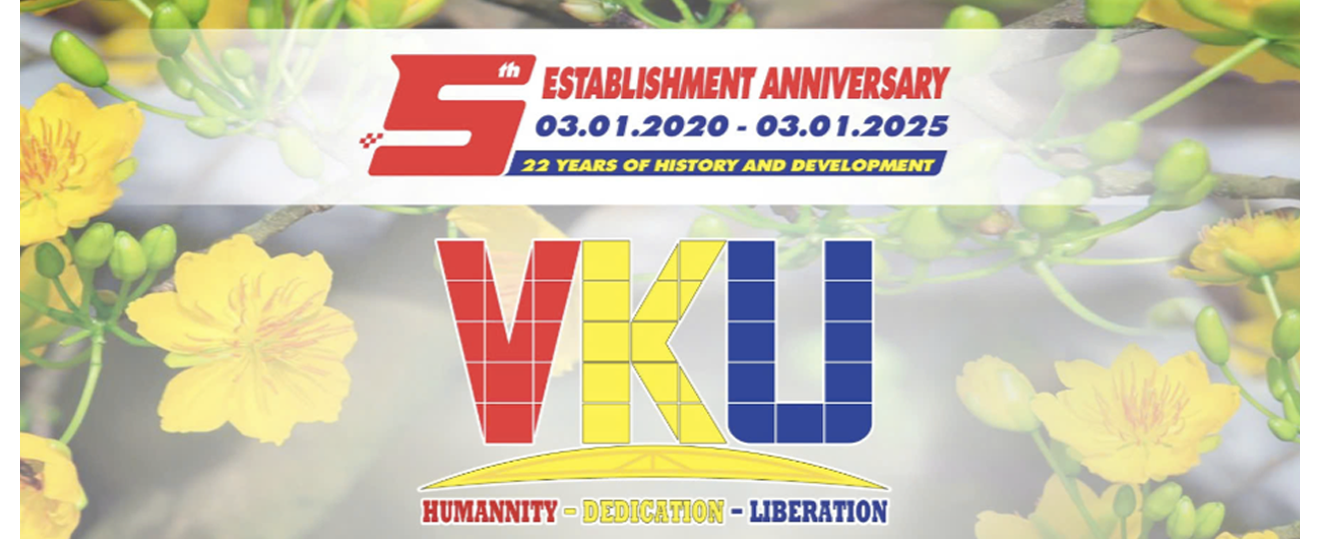 5th
ESTABLISHMENT ANNIVERSARY
03.01.2020 - 03.01.2025
22 YEARS OF HISTORY AND DEVELOPMENT
VKU
HUMANNITY - DEDICATION - LIBERATION